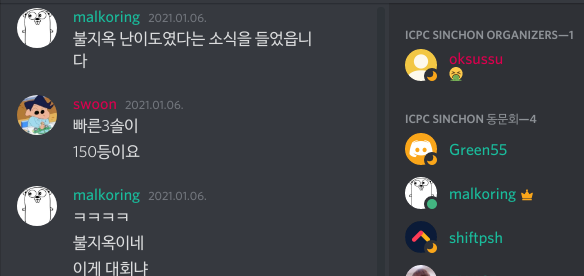 malkoring 2021.01.06.
불지옥 난이도였다는 소식을 들었읍니
다
swoon 2021.01.06.
빠른3솔이
150등이요
malkoring 2021.01.06.
ㅋㅋㅋㅋ
불지옥이네
이게 대회냐
ICPC SINCHON ORGANIZERS—1
oksussu
ICPC SINCHON 동문회—4
Green55
malkoring
shiftpsh